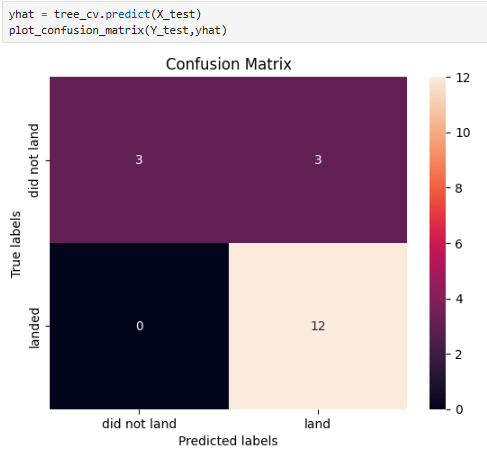 yhat = tree_cv.predict(X_test)
plot_confusion_matrix(Y_test,yhat)
Confusion Matrix
did not land
landed
True labels
3
3
0
12
did not land
land
Predicted labels
12
10
8
6
4
2
0